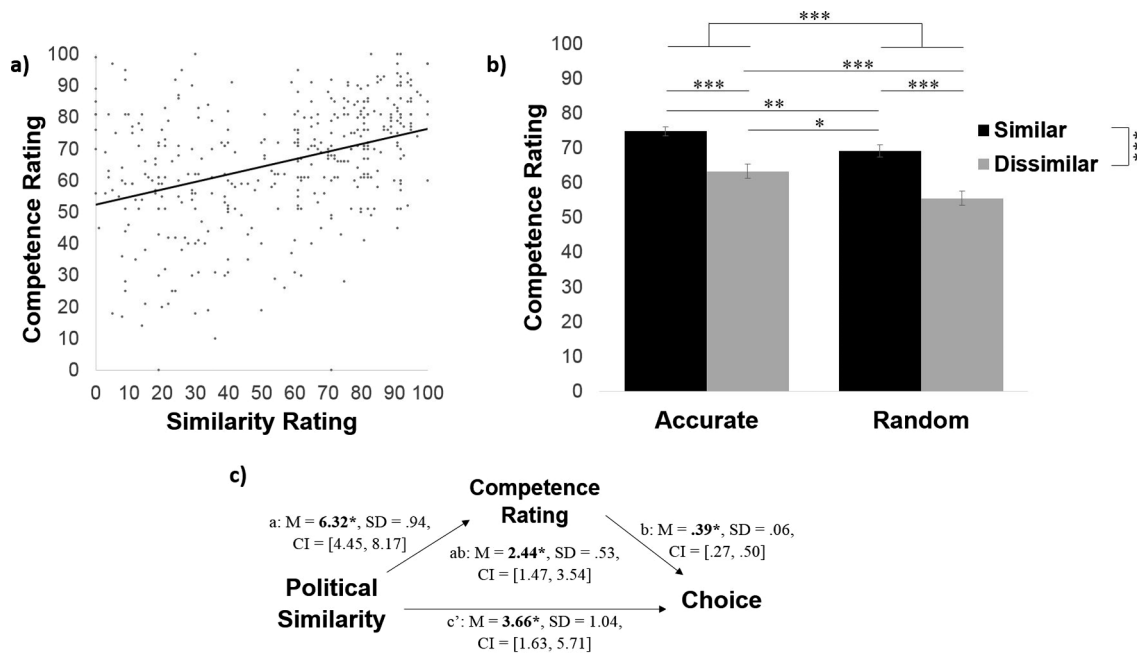 a)
100
90
80
70
60
50
40
30
20
10
0
Competence Rating
0 10 20 30 40 50 60 70 80 90 100
Similarity Rating
b)
100
90
80
70
60
50
40
30
20
10
0
Competence Rating
***
***
*** ***
**
*
Similar
Dissimilar
***
Accurate Random
c)
Competence
Rating
a: M = 6.32*, SD = .94,
CI = [4.45, 8.17]
b: M = .39*, SD = .06,
CI = [.27, .50]
ab: M = 2.44*, SD = .53,
CI = [1.47, 3.54]
Political
Similarity
Choice
c’: M = 3.66*, SD = 1.04,
CI = [1.63, 5.71]